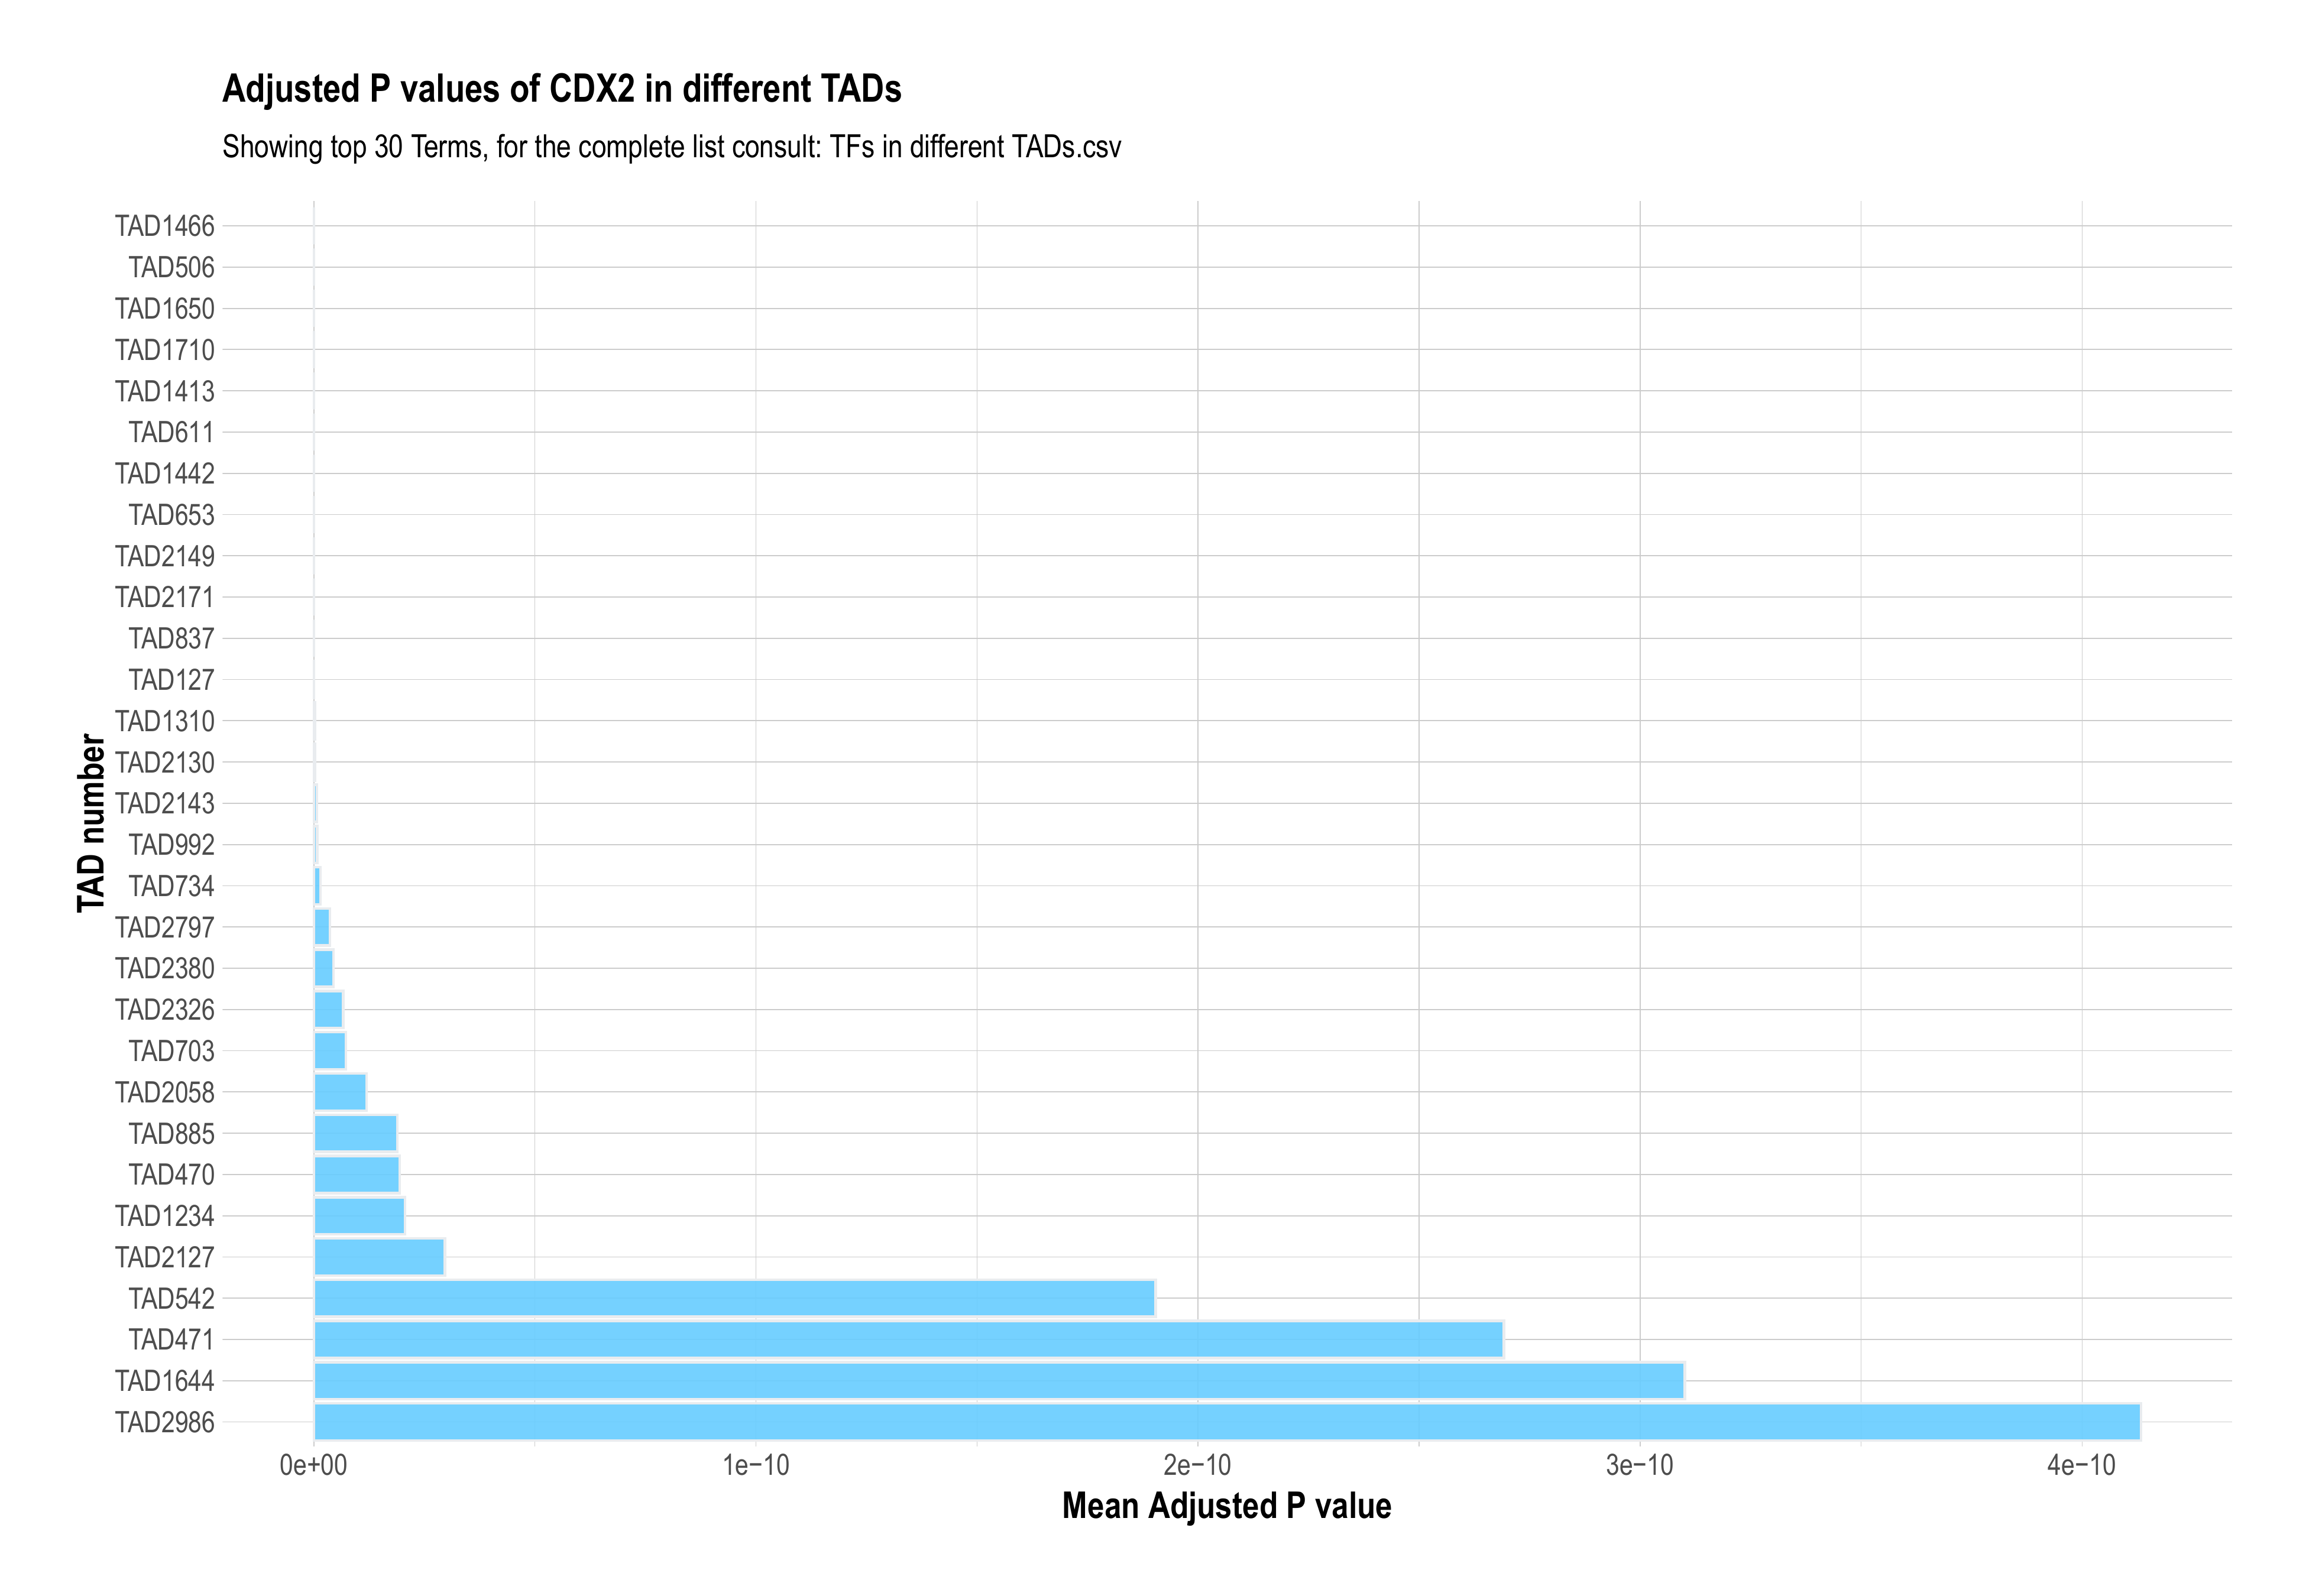 Adjusted P values of CDX2 in different TADs
Showing top 30 Terms, for the complete list consult: TFs in different TADs.csv
TAD number
TAD1466
TAD506
TAD1650
TAD1710
TAD1413
TAD611
TAD1442
TAD653
TAD2149
TAD2171
TAD837
TAD127
TAD1310
TAD2130
TAD2143
TAD992
TAD734
TAD2797
TAD2380
TAD2326
TAD703
TAD2058
TAD885
TAD470
TAD1234
TAD2127
TAD542
TAD471
TAD1644
TAD2986
0e+00 1e−10 2e−10 3e−10 4e−10
Mean Adjusted P value